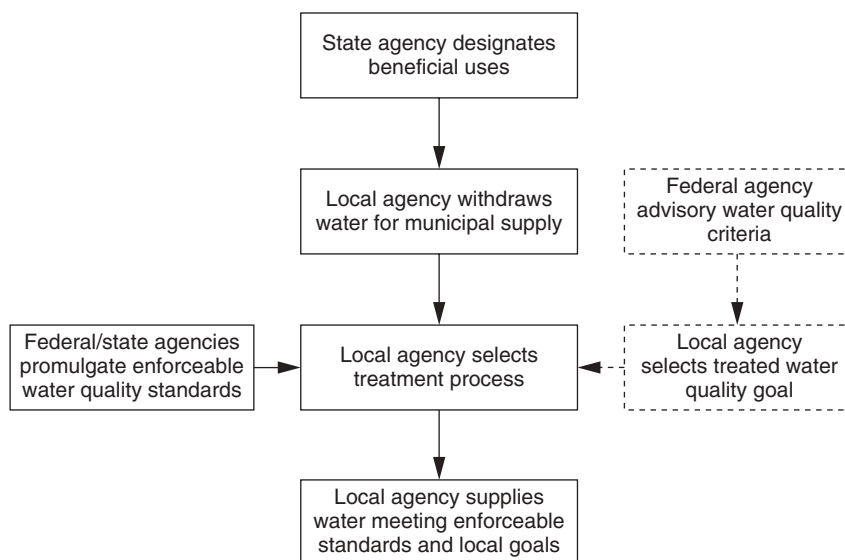 State agency designates
beneficial uses
Local agency withdraws
water for municipal supply
Federal agency
advisory water quality
criteria
Federal/state agencies
promulgate enforceable
water quality standards
Local agency selects
treatment process
Local agency
selects treated water
quality goal
Local agency supplies
water meeting enforceable
standards and local goals